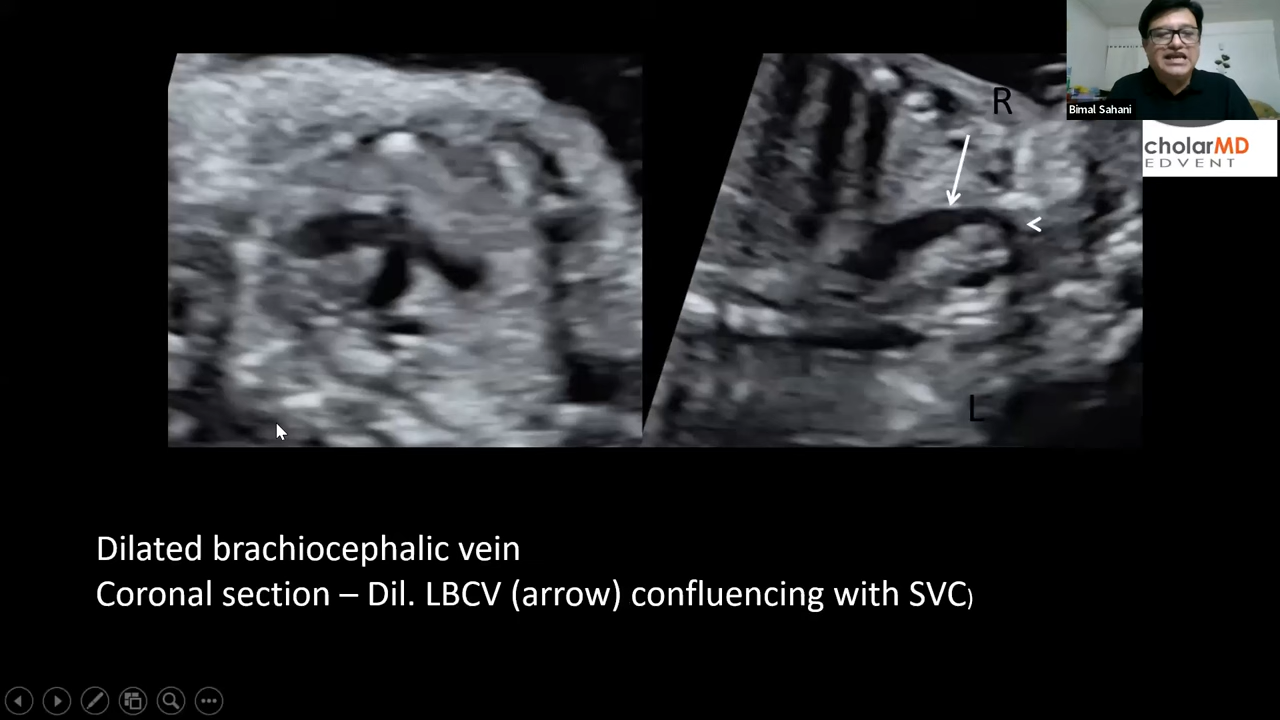 R
Bimal Sahani
cholarMD
EDVENT
L
Dilated brachiocephalic vein
Coronal section – Dil. LBCV (arrow) confluencing with SVC)